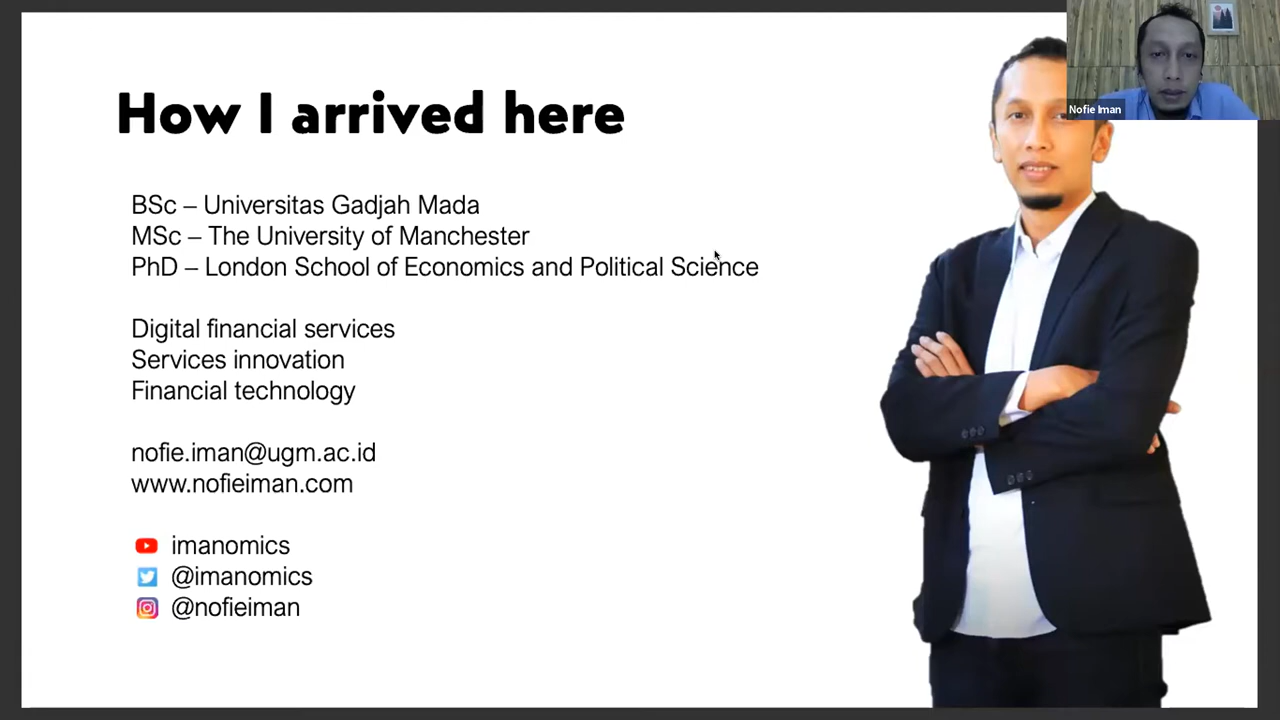 How I arrived here
BSc – Universitas Gadjah Mada
MSc – The University of Manchester
PhD – London School of Economics and Political Science
Digital financial services
Services innovation
Financial technology
nofie.iman@ugm.ac.id
www.nofieiman.com
imanomics
@imanomics
@nofieiman
Nofie Iman